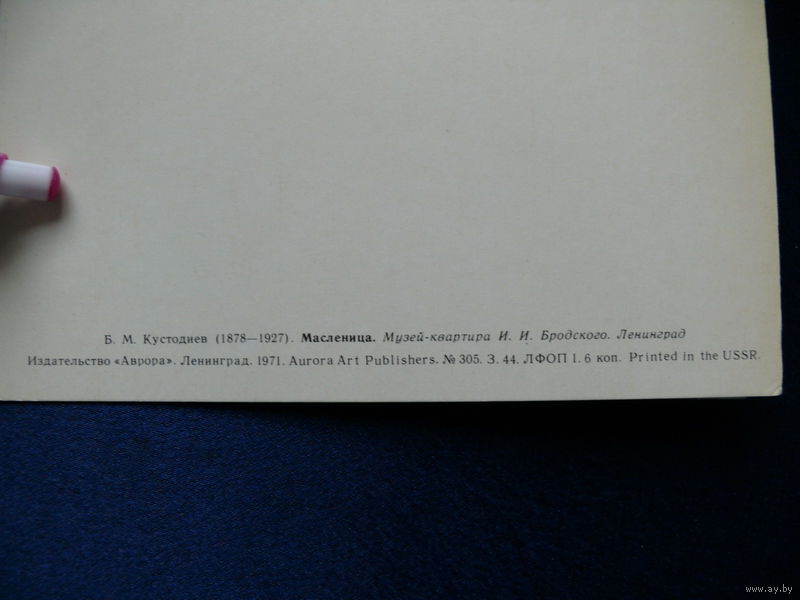 Б. М. Кустодиев (1878—1927). Масленица. Музей-квартира И. И. Бродского. Ленинград
Издательство «Аврора». Ленинград. 1971. Aurora Art Publishers. № 305. З. 44. ЛФОП 1. 6 коп. Printed in the USSR.
www.ay.by